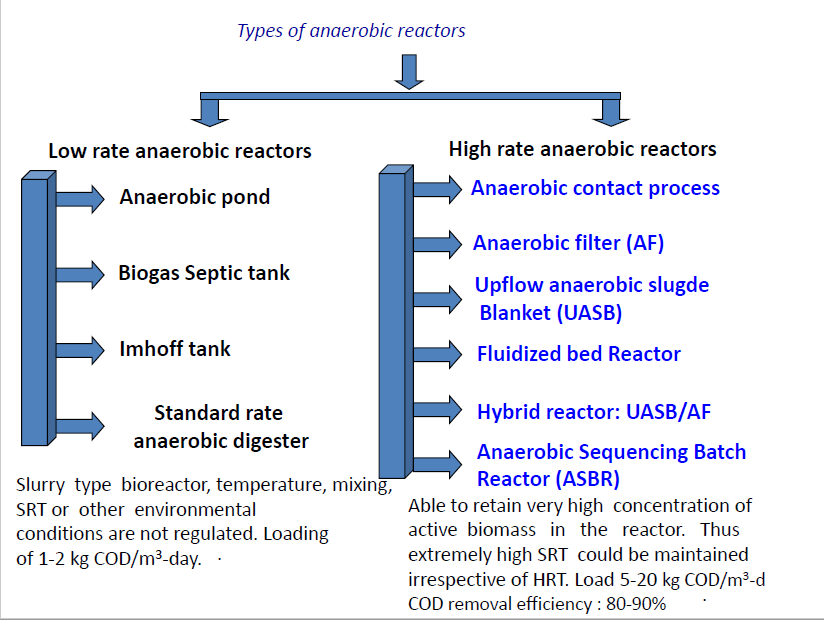 Types of anaerobic reactors
Low rate anaerobic reactors
Anaerobic pond
Biogas Septic tank
Imhoff tank
Standard rate
anaerobic digester
Slurry type bioreactor, temperature, mixing,
SRT or other environmental
conditions are not regulated. Loading
of 1-2 kg COD/m³-day. .
High rate anaerobic reactors
Anaerobic contact process
Anaerobic filter (AF)
Upflow anaerobic slugde
Blanket (UASB)
Fluidized bed Reactor
Hybrid reactor: UASB/AF
Anaerobic Sequencing Batch
Reactor (ASBR)
Able to retain very high concentration of
active biomass in the reactor. Thus
extremely high SRT could be maintained
irrespective of HRT. Load 5-20 kg COD/m³-d
COD removal efficiency : 80-90% .